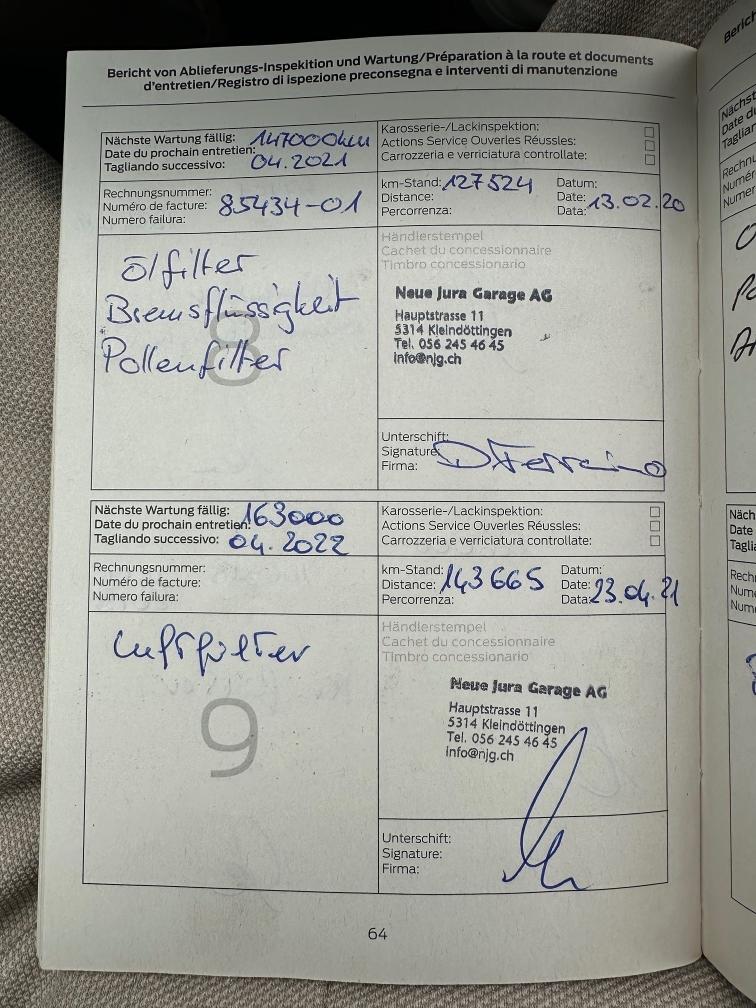 Bericht von Ablieferungs-Inspekition und Wartung/Préparation à la route et documents
d'entretien/Registro di ispezione preconsegna e interventi di manutenzione
Nächste Wartung fällig: 147000km
Date du prochain entretien:
Tagliando successivo: 04.2021
Karosserie-/Lackinspektion:
Actions Service Ouverles Réussles:
Carrozzeria e verriciatura controllate:
Rechnungsnummer:
Numéro de facture: 85434-01
Numero failura:
km-Stand: 127524
Distance:
Percorrenza:
Datum:
Date: 13.02.20
Data:
Ölfilter
Bremsflüssigkeit
Pollenfilter
8
Händlerstempel
Cachet du concessionnaire
Timbro concessionario
Neue Jura Garage AG
Hauptstrasse 11
5314 Kleindöttingen
Tel. 056 245 46 45
info@njg.ch
Unterschift:
Signature:
Firma:
Nächste Wartung fällig: 163000
Date du prochain entretien:
Tagliando successivo: 04.2022
Karosserie-/Lackinspektion:
Actions Service Ouverles Réussles:
Carrozzeria e verriciatura controllate:
Rechnungsnummer:
Numéro de facture:
Numero failura:
km-Stand: 143665
Distance:
Percorrenza:
Datum:
Date: 23.04.21
Data:
Luftfilter
9
Händlerstempel
Cachet du concessionnaire
Timbro concessionario
Neue Jura Garage AG
Hauptstrasse 11
5314 Kleindöttingen
Tel. 056 245 46 45
info@njg.ch
Unterschift:
Signature:
Firma:
64